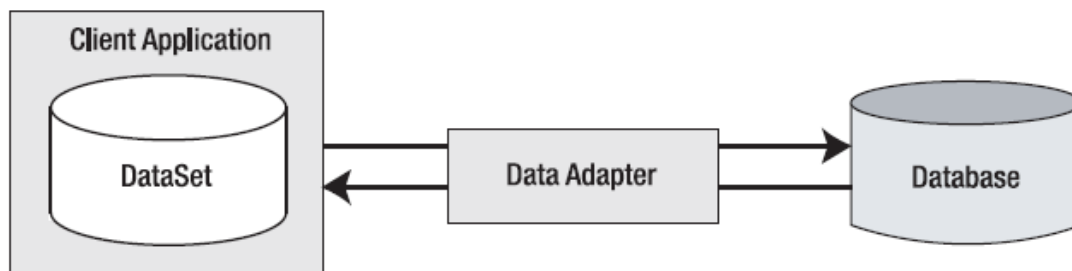 Client Application
DataSet
Data Adapter
Database